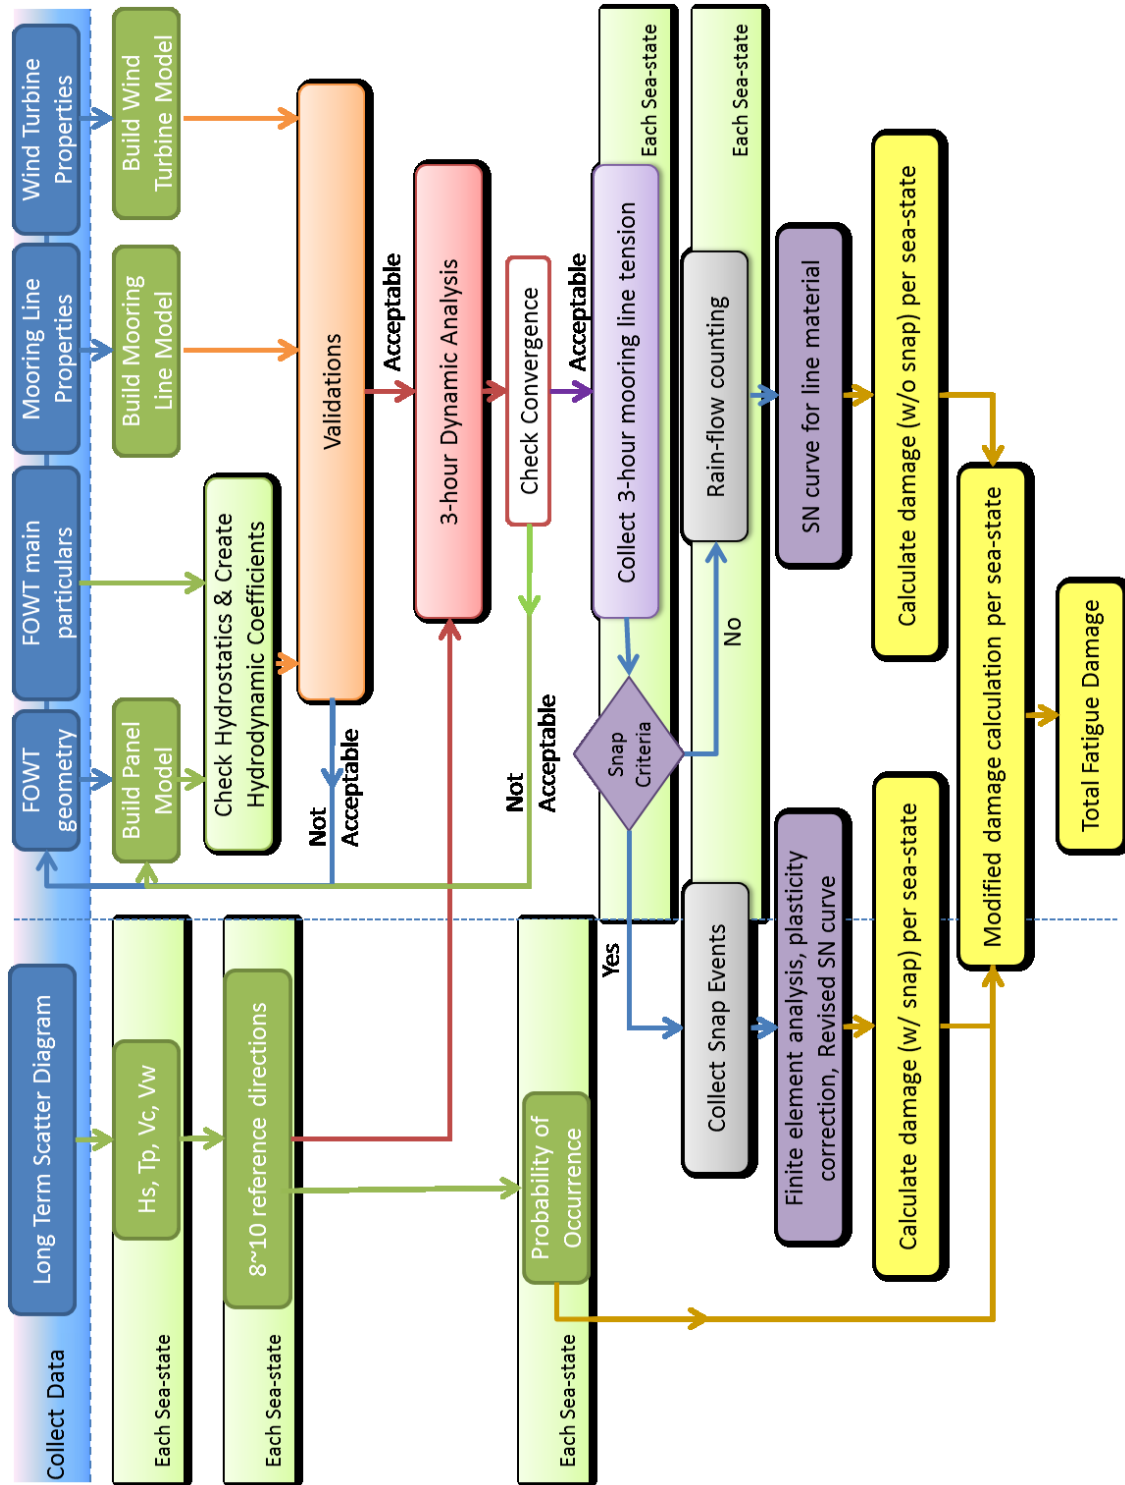 Collect Data
Long Term Scatter Diagram
FOWT
geometry
FOWT main
particulars
Mooring Line
Properties
Wind Turbine
Properties
Each Sea-state
Hs, Tp, Vc, Vw
Build Panel
Model
Build Mooring
Line Model
Build Wind
Turbine Model
Each Sea-state
8~10 reference directions
Check Hydrostatics & Create
Hydrodynamic Coefficients
Not
Acceptable
Validations
Acceptable
3-hour Dynamic Analysis
Each Sea-state
Probability of
Occurrence
Not
Acceptable
Check Convergence
Acceptable
Yes
Snap
Criteria
Collect 3-hour mooring line tension
Each Sea-state
Collect Snap Events
No
Rain-flow counting
Each Sea-state
Finite element analysis, plasticity
correction, Revised SN curve
SN curve for line material
Calculate damage (w/ snap) per sea-state
Calculate damage (w/o snap) per sea-state
Modified damage calculation per sea-state
Total Fatigue Damage